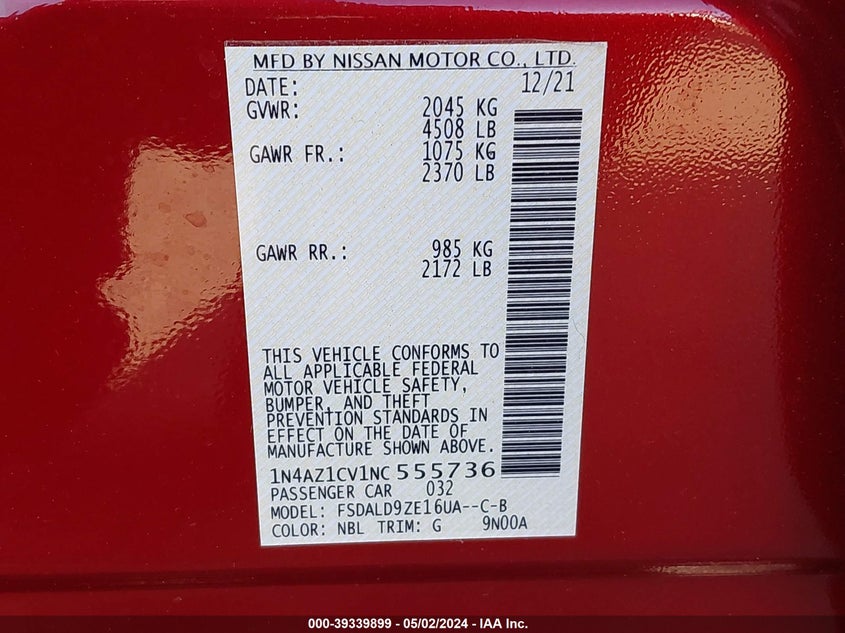 MFD BY NISSAN MOTOR CO., LTD.
DATE: 12/21
GVWR: 2045 KG
4508 LB
GAWR FR.: 1075 KG
2370 LB
GAWR RR.: 985 KG
2172 LB
THIS VEHICLE CONFORMS TO
ALL APPLICABLE FEDERAL
MOTOR VEHICLE SAFETY,
BUMPER, AND THEFT
PREVENTION STANDARDS IN
EFFECT ON THE DATE OF
MANUFACTURE SHOWN ABOVE.
1N4AZ1CV1NC555736
PASSENGER CAR 032
MODEL: FSDALD9ZE16UA--C-B
COLOR: NBL TRIM: G 9N00A
000-39339899 - 05/02/2024 - IAA Inc.